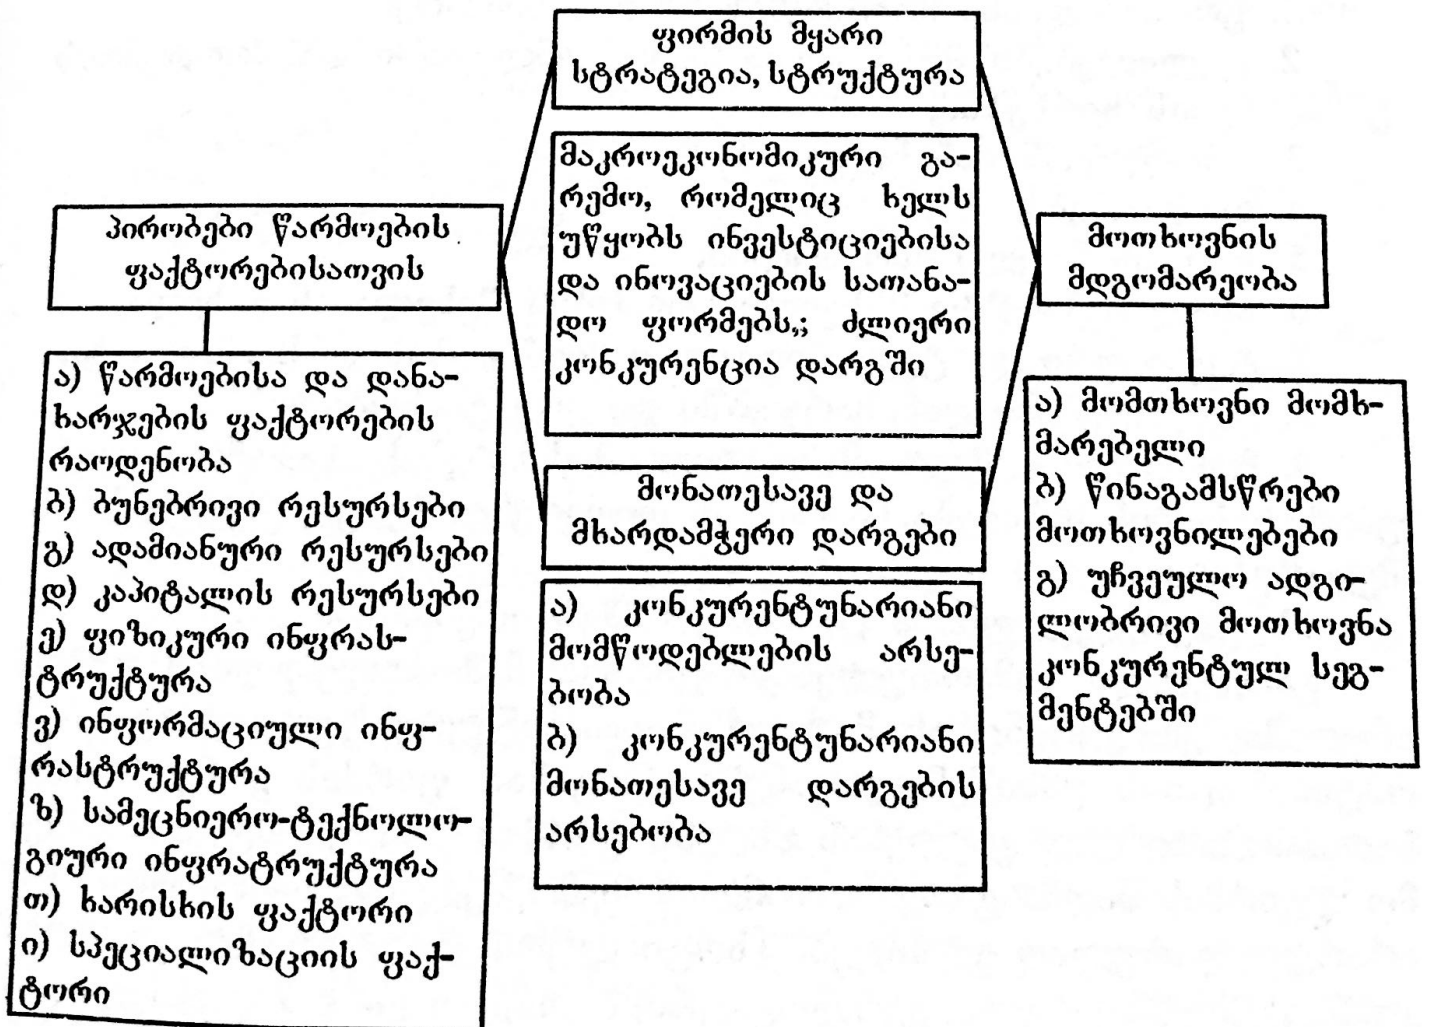 ფირმის მყარი
სტრატეგია, სტრუქტურა
მაკროეკონომიკური გა-
რემო, რომელიც ხელს
უწყობს ინვესტიციებისა
და ინოვაციების სათანა-
დო ფორმებს,; ძლიერი
კონკურენცია დარგში
პირობები წარმოების
ფაქტორებისათვის
ა) წარმოებისა და დანა-
ხარჯების ფაქტორების
რაოდენობა
ბ) ბუნებრივი რესურსები
გ) ადამიანური რესურსები
დ) კაპიტალის რესურსები
ე) ფიზიკური ინფრას-
ტრუქტურა
ვ) ინფორმაციული ინფ-
რასტრუქტურა
ზ) სამეცნიერო-ტექნოლო-
გიური ინფრატრუქტურა
თ) ხარისხის ფაქტორი
ი) სპეციალიზაციის ფაქ-
ტორი
მონათესავე და
მხარდამჭერი დარგები
ა) კონკურენტუნარიანი
მომწოდებლების არსე-
ბობა
ბ) კონკურენტუნარიანი
მონათესავე დარგების
არსებობა
მოთხოვნის
მდგომარეობა
ა) მომთხოვნი მომხ-
მარებელი
ბ) წინაგამსწრები
მოთხოვნილებები
გ) უჩვეულო ადგი-
ლობრივი მოთხოვნა
კონკურენტულ სეგ-
მენტებში